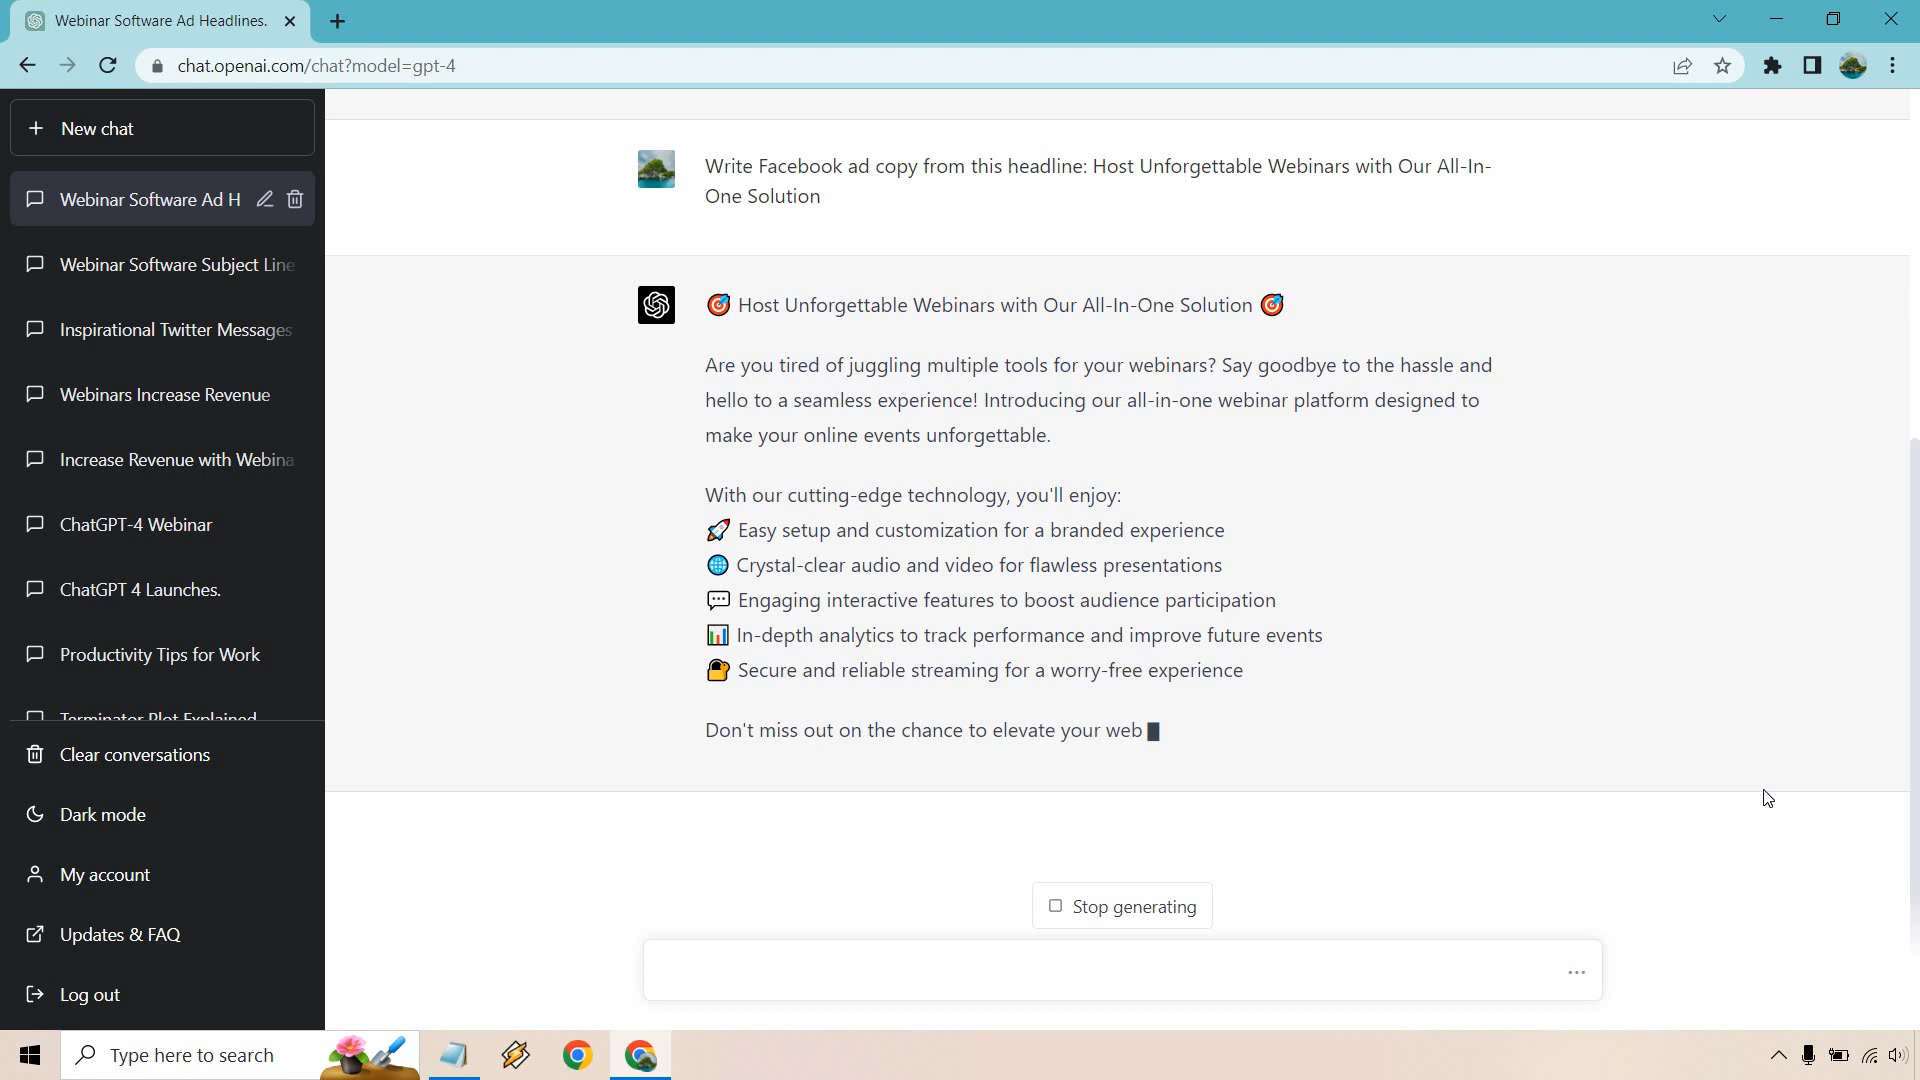 Webinar Software Ad Headlines.
chat.openai.com/chat?model=gpt-4
New chat
Webinar Software Ad H
Webinar Software Subject Line
Inspirational Twitter Messages
Webinars Increase Revenue
Increase Revenue with Webina
ChatGPT-4 Webinar
ChatGPT 4 Launches.
Productivity Tips for Work
Terminator Plot Explained
Clear conversations
Dark mode
My account
Updates & FAQ
Log out
Write Facebook ad copy from this headline: Host Unforgettable Webinars with Our All-In-
One Solution
🎯 Host Unforgettable Webinars with Our All-In-One Solution 🎯
Are you tired of juggling multiple tools for your webinars? Say goodbye to the hassle and
hello to a seamless experience! Introducing our all-in-one webinar platform designed to
make your online events unforgettable.
With our cutting-edge technology, you'll enjoy:
🚀 Easy setup and customization for a branded experience
🌐 Crystal-clear audio and video for flawless presentations
💬 Engaging interactive features to boost audience participation
📊 In-depth analytics to track performance and improve future events
🔐 Secure and reliable streaming for a worry-free experience
Don't miss out on the chance to elevate your web
Stop generating
Type here to search